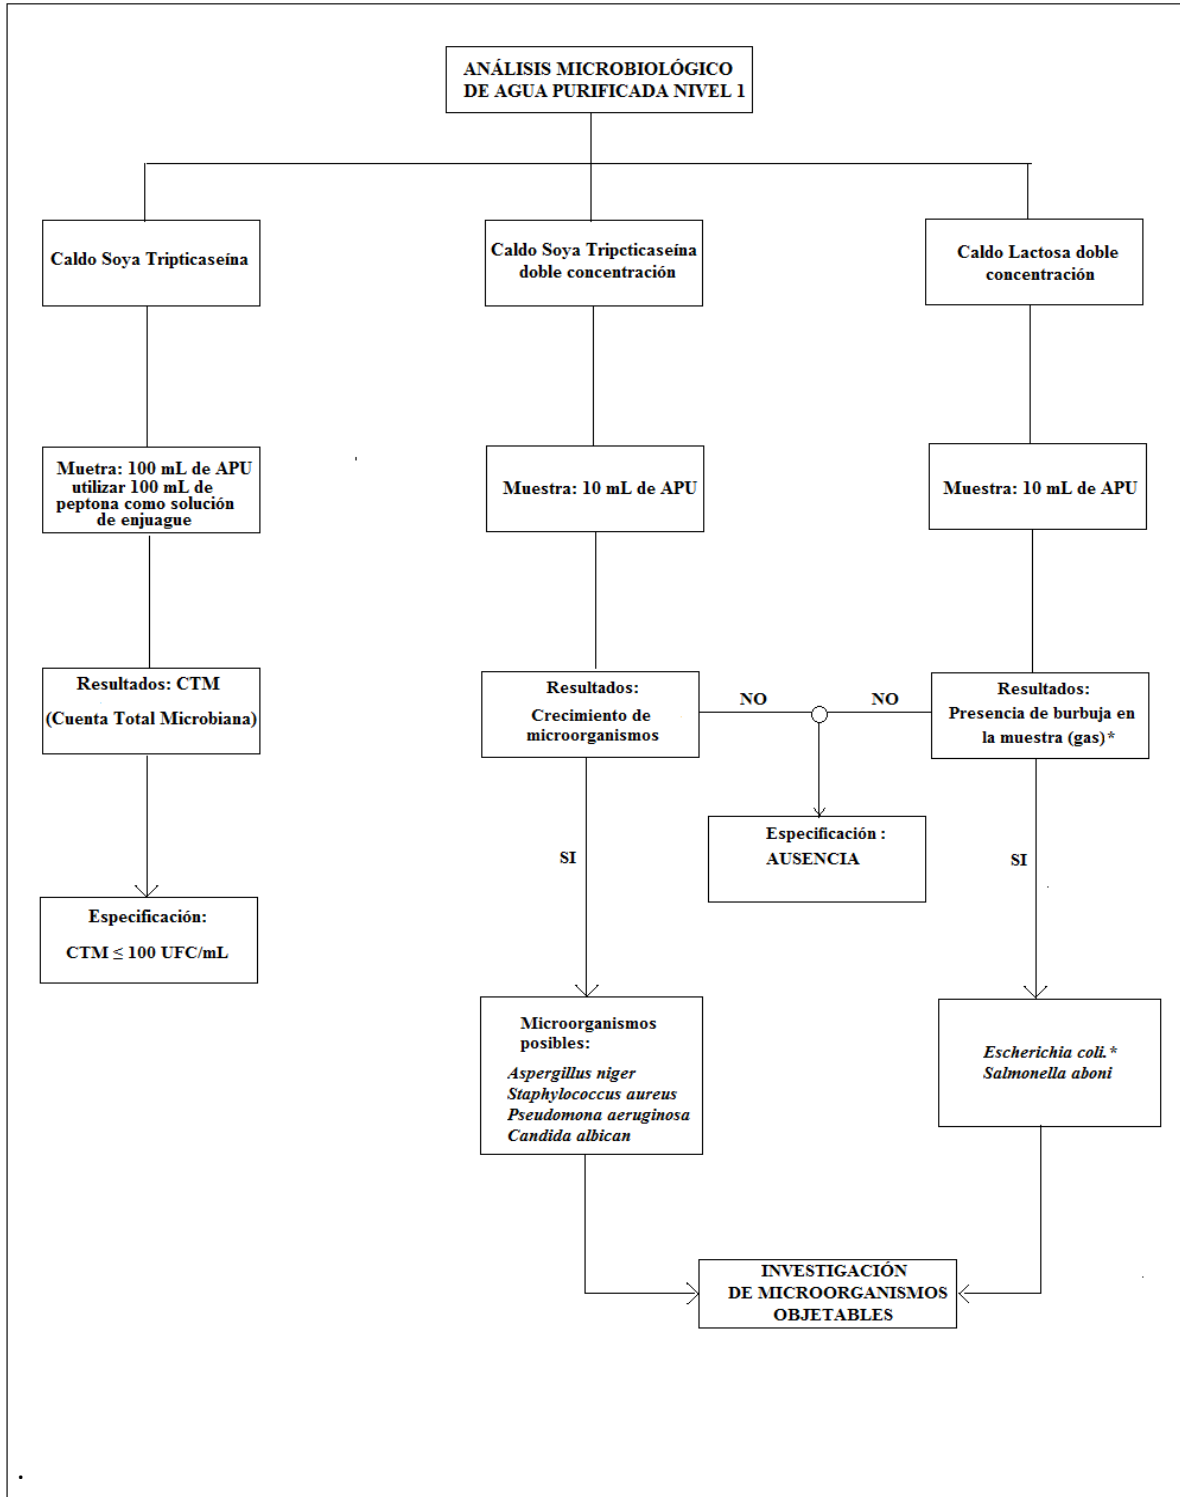 ANÁLISIS MICROBIOLÓGICO
DE AGUA PURIFICADA NIVEL 1
Caldo Soya Tripticaseína
Caldo Soya Tripcticaseína
doble concentración
Caldo Lactosa doble
concentración
Muetra: 100 mL de APU
utilizar 100 mL de
peptona como solución
de enjuague
Muestra: 10 mL de APU
Muestra: 10 mL de APU
Resultados: CTM
(Cuenta Total Microbiana)
Resultados:
Crecimiento de
microorganismos
NO
NO
Resultados:
Presencia de burbuja en
la muestra (gas)*
Especificación :
AUSENCIA
SI
SI
Especificación:
CTM ≤ 100 UFC/mL
Microorganismos
posibles:
Aspergillus niger
Staphylococcus aureus
Pseudomona aeruginosa
Candida albican
Escherichia coli.*
Salmonella aboni
INVESTIGACIÓN
DE MICROORGANISMOS
OBJETABLES